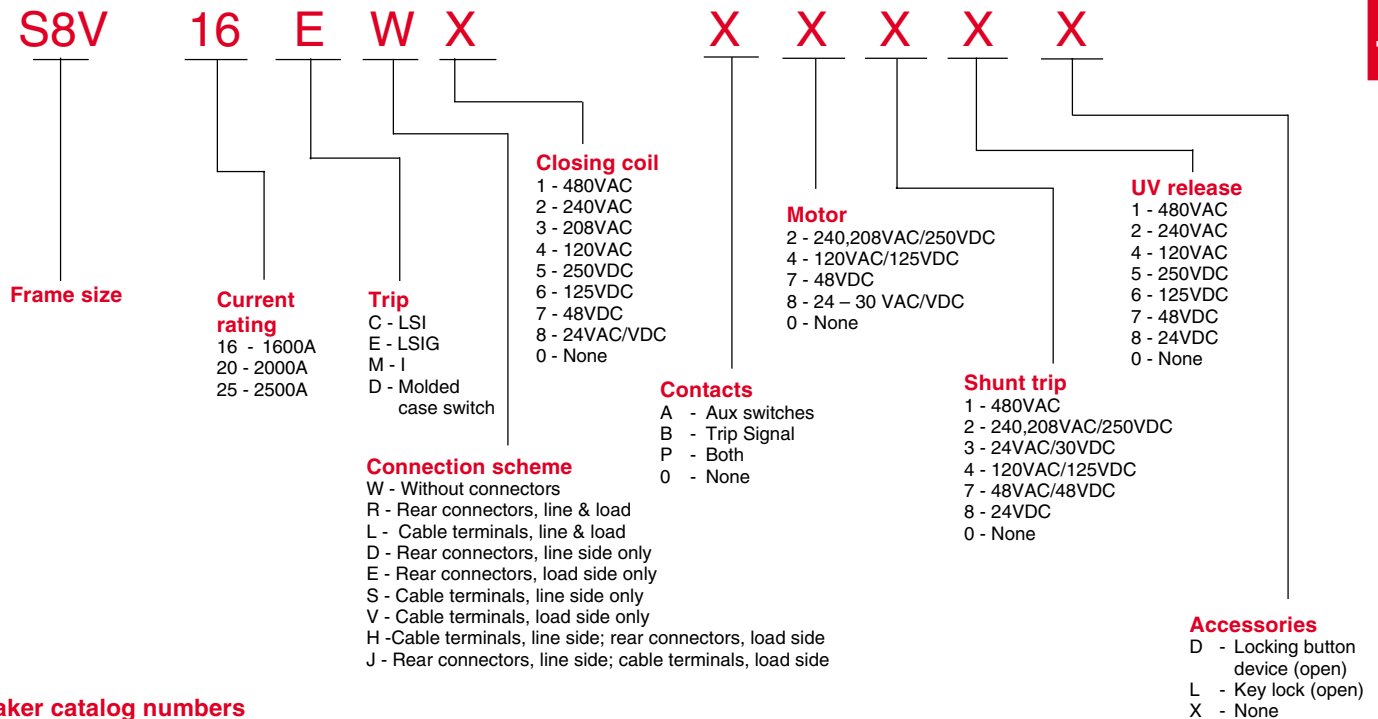 S8V 16 E W X X X X X X
Frame size
Current
rating
16 - 1600A
20 - 2000A
25 - 2500A
Trip
C - LSI
E - LSIG
M - I
D - Molded
case switch
Connection scheme
W - Without connectors
R - Rear connectors, line & load
L - Cable terminals, line & load
D - Rear connectors, line side only
E - Rear connectors, load side only
S - Cable terminals, line side only
V - Cable terminals, load side only
H -Cable terminals, line side; rear connectors, load side
J - Rear connectors, line side; cable terminals, load side
Closing coil
1 - 480VAC
2 - 240VAC
3 - 208VAC
4 - 120VAC
5 - 250VDC
6 - 125VDC
7 - 48VDC
8 - 24VAC/VDC
0 - None
Contacts
A - Aux switches
B - Trip Signal
P - Both
0 - None
Motor
2 - 240,208VAC/250VDC
4 - 120VAC/125VDC
7 - 48VDC
8 - 24 – 30 VAC/VDC
0 - None
Shunt trip
1 - 480VAC
2 - 240,208VAC/250VDC
3 - 24VAC/30VDC
4 - 120VAC/125VDC
7 - 48VAC/48VDC
8 - 24VDC
0 - None
UV release
1 - 480VAC
2 - 240VAC
4 - 120VAC
5 - 250VDC
6 - 125VDC
7 - 48VDC
8 - 24VDC
0 - None
Accessories
D - Locking button
device (open)
L - Key lock (open)
X - None
aker catalog numbers